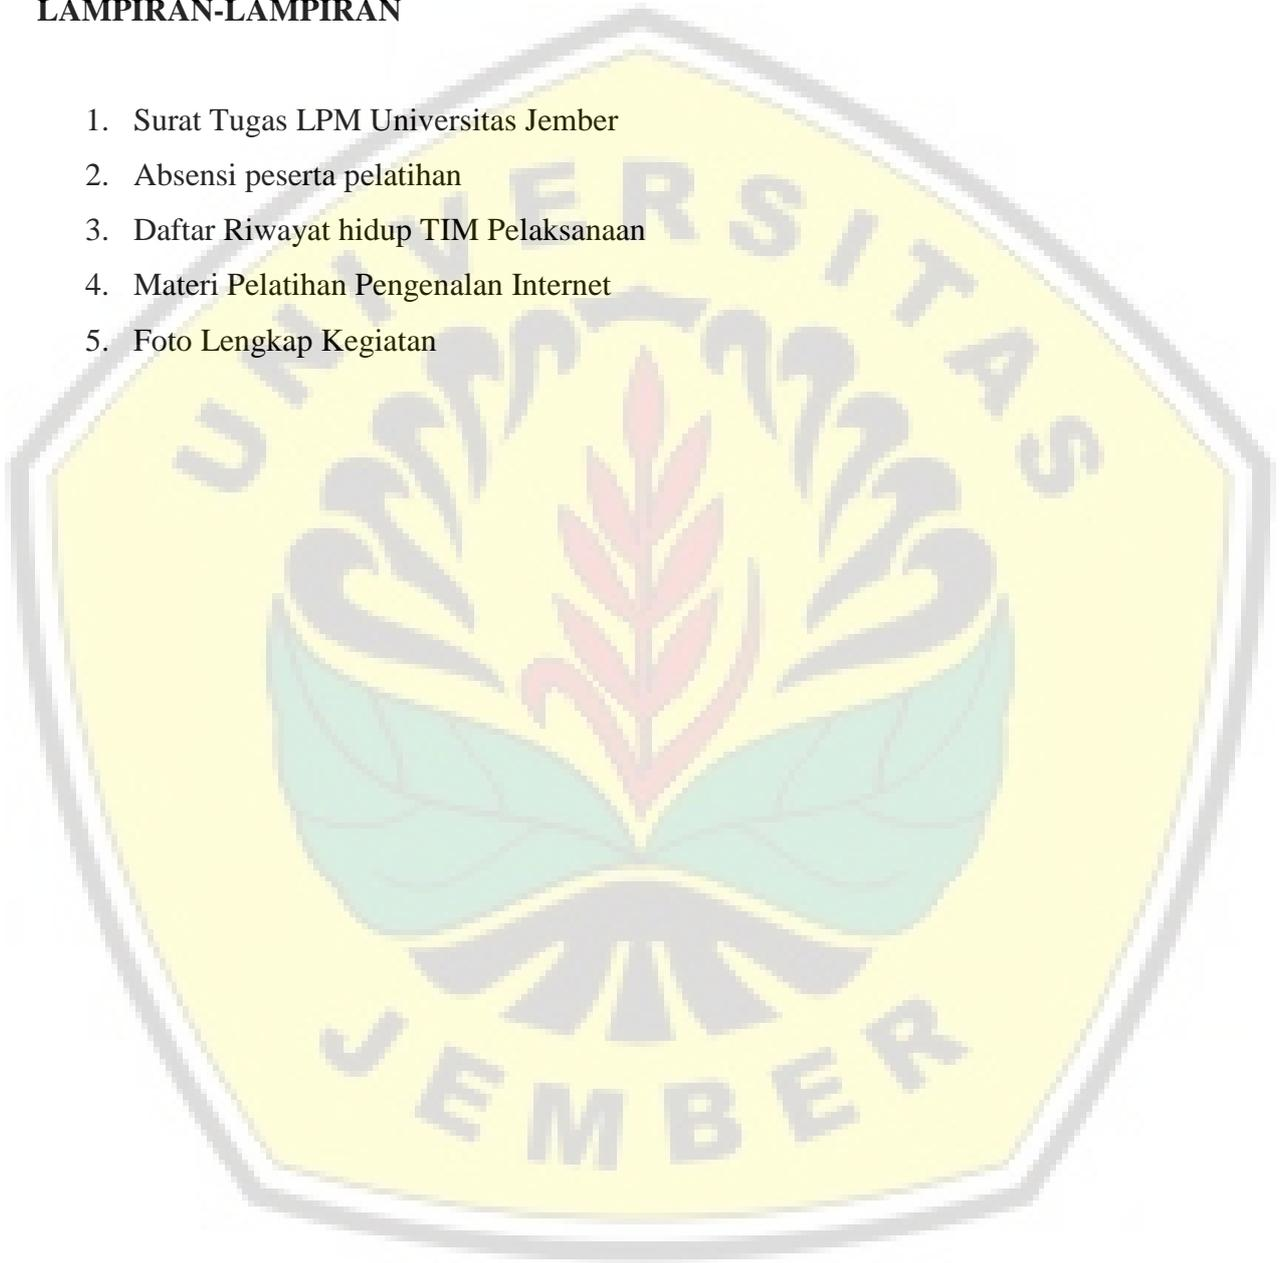 LAMPIRAN-LAMPIRAN
1. Surat Tugas LPM Universitas Jember
2. Absensi peserta pelatihan
3. Daftar Riwayat hidup TIM Pelaksanaan
4. Materi Pelatihan Pengenalan Internet
5. Foto Lengkap Kegiatan
UNIVERSITAS
JEMBER